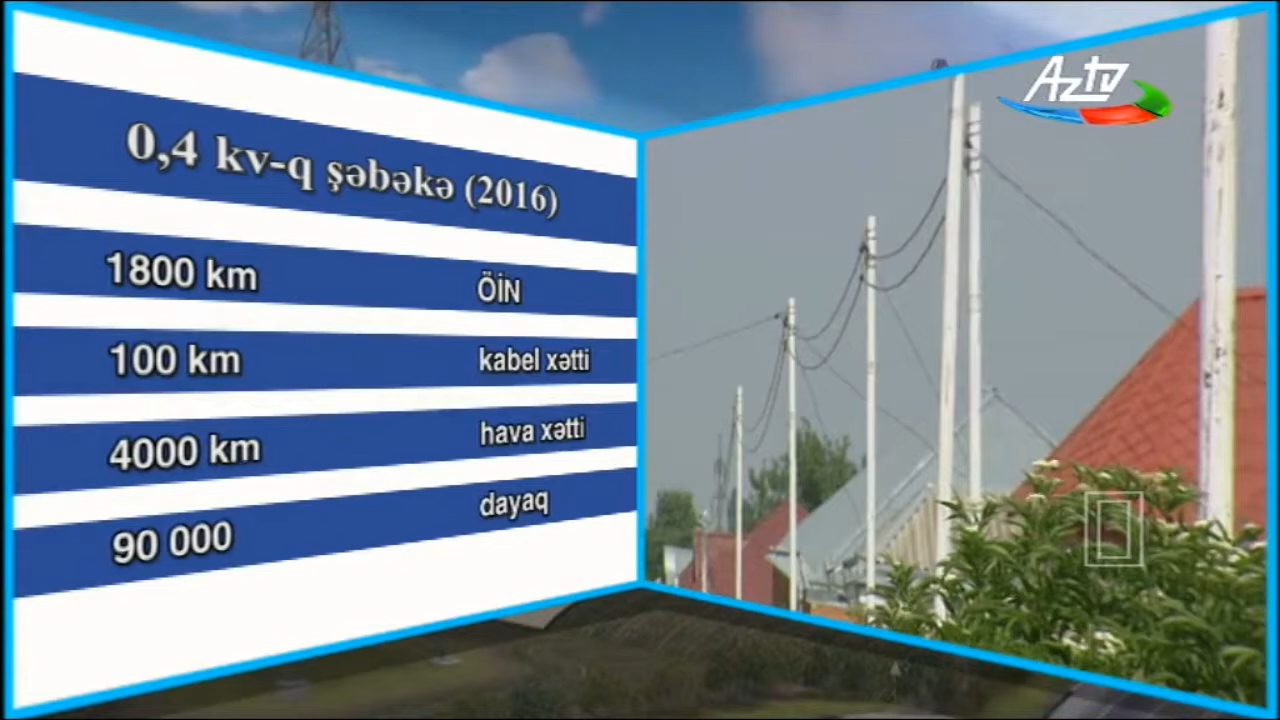 AZTV
0,4 kv-q şəbəkə (2016)
1800 km ÖİN
100 km kabel xətti
4000 km hava xətti
90 000 dayaq